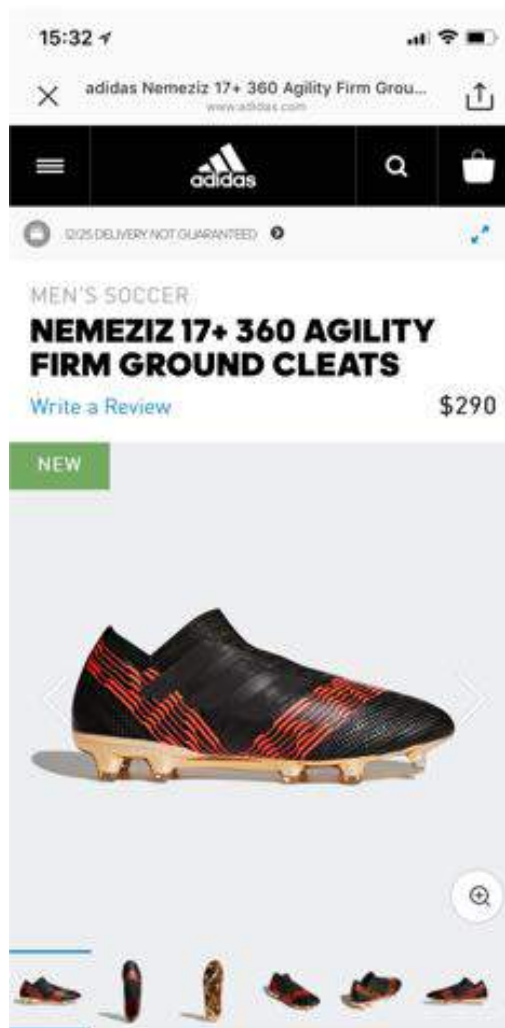 15:32
adidas Nemeziz 17+ 360 Agility Firm Grou...
www.adidas.com
adidas
12/25 DELIVERY NOT GUARANTEED
MEN'S SOCCER
NEMEZIZ 17+ 360 AGILITY
FIRM GROUND CLEATS
Write a Review
$290
NEW